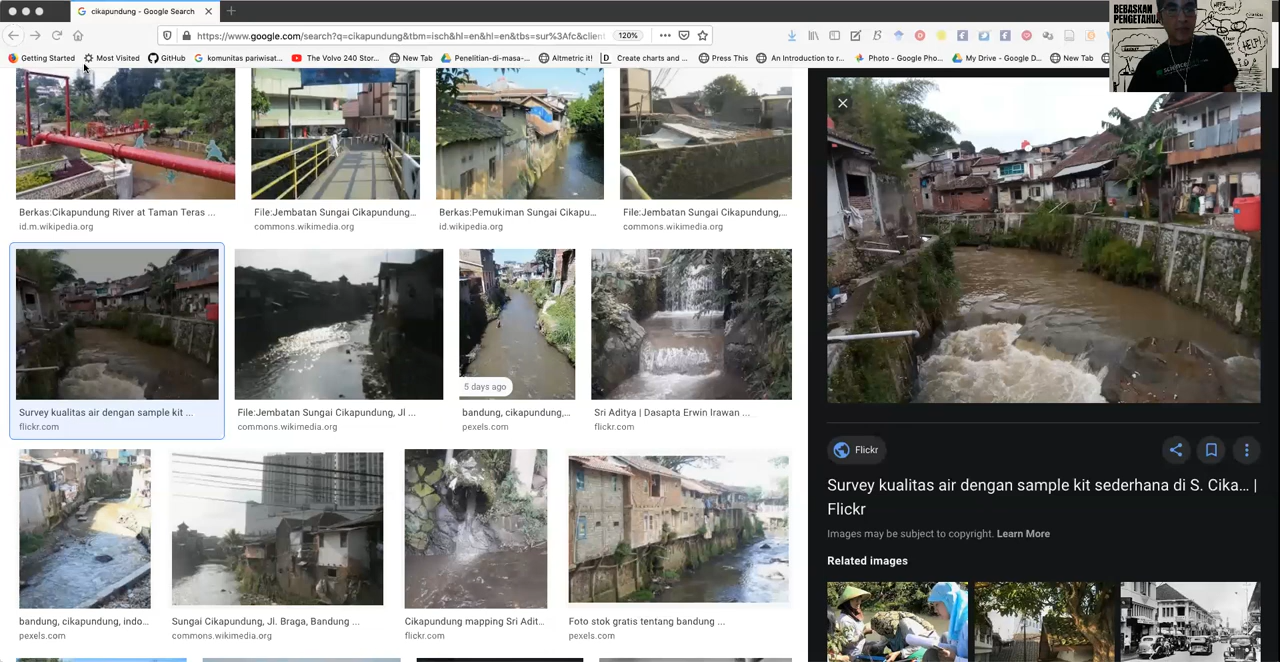 cikapundung - Google Search
https://www.google.com/search?q=cikapundung&tbm=isch&hl=en&hl=en&tbs=sur%3Afc&clien
120%
Getting Started
Most Visited
GitHub
komunitas pariwisat...
The Volvo 240 Stor...
New Tab
Penelitian-di-masa-...
Altmetric it!
Create charts and ...
Press This
An Introduction to r...
Photo - Google Pho...
My Drive - Google D...
New Tab
BEBASKAN
PENGETAHUA
HELP!
Berkas:Cikapundung River at Taman Teras ...
id.m.wikipedia.org
File:Jembatan Sungai Cikapundung...
commons.wikimedia.org
Berkas:Pemukiman Sungai Cikapu...
id.wikipedia.org
File:Jembatan Sungai Cikapundung,...
commons.wikimedia.org
Survey kualitas air dengan sample kit ...
flickr.com
File:Jembatan Sungai Cikapundung, Jl ...
commons.wikimedia.org
5 days ago
bandung, cikapundung,...
pexels.com
Sri Aditya | Dasapta Erwin Irawan ...
flickr.com
bandung, cikapundung, indo...
pexels.com
Sungai Cikapundung, Jl. Braga, Bandung ...
commons.wikimedia.org
Cikapundung mapping Sri Adit...
flickr.com
Foto stok gratis tentang bandung ...
pexels.com
Flickr
Survey kualitas air dengan sample kit sederhana di S. Cika... |
Flickr
Images may be subject to copyright. Learn More
Related images